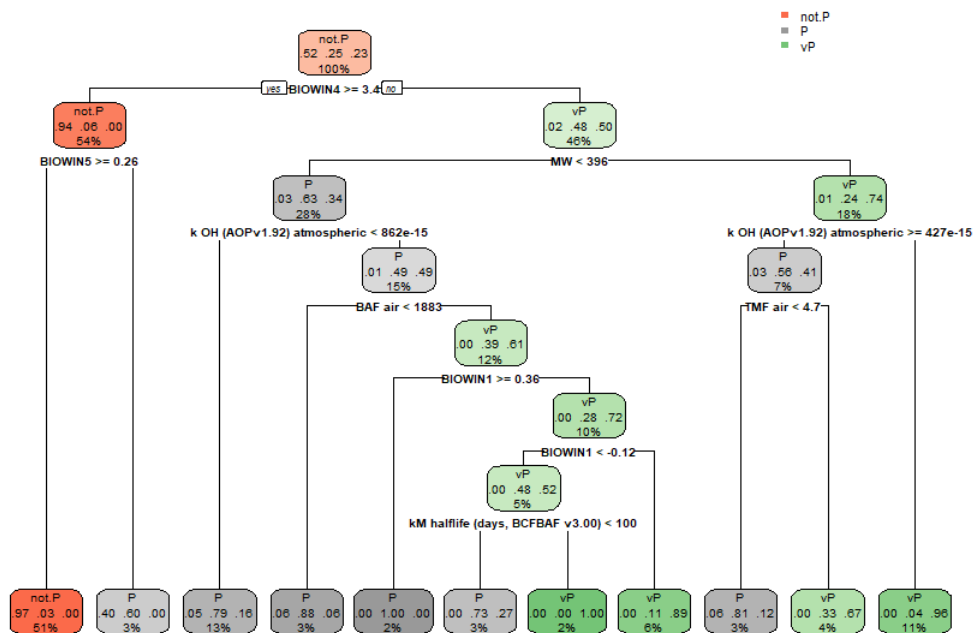 not.P
P
vP
not.P
.52 .25 .23
100%
yes BIOWIN4 >= 3.4 no
not.P
.94 .06 .00
54%
vP
.02 .48 .50
46%
BIOWIN5 >= 0.26
MW < 396
P
.03 .63 .34
28%
vP
.01 .24 .74
18%
k OH (AOPv1.92) atmospheric < 862e-15
k OH (AOPv1.92) atmospheric >= 427e-15
P
.01 .49 .49
15%
P
.03 .56 .41
7%
BAF air < 1883
TMF air < 4.7
vP
.00 .39 .61
12%
BIOWIN1 >= 0.36
vP
.00 .28 .72
10%
BIOWIN1 < -0.12
vP
.00 .48 .52
5%
kM halflife (days, BCFBAF v3.00) < 100
not.P
.97 .03 .00
51%
P
.40 .60 .00
3%
P
.05 .79 .16
13%
P
.06 .88 .06
3%
P
.00 1.00 .00
2%
P
.00 .73 .27
3%
vP
.00 .00 1.00
2%
vP
.00 .11 .89
6%
P
.06 .81 .12
3%
vP
.00 .33 .67
4%
vP
.00 .04 .96
11%